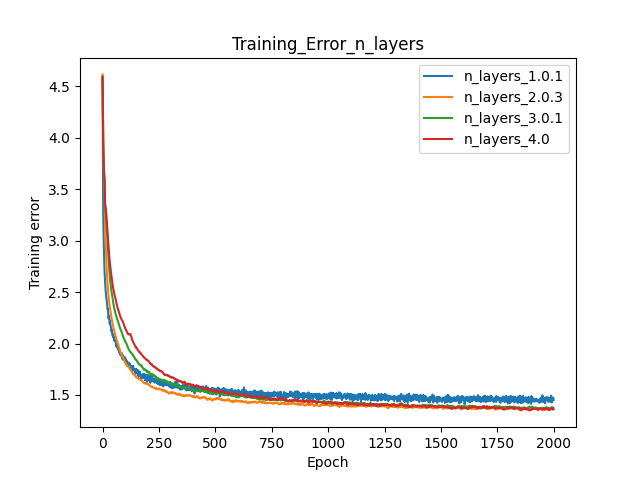 Training_Error_n_layers
n_layers_1.0.1
n_layers_2.0.3
n_layers_3.0.1
n_layers_4.0
Training error
4.5
4.0
3.5
3.0
2.5
2.0
1.5
0 250 500 750 1000 1250 1500 1750 2000
Epoch